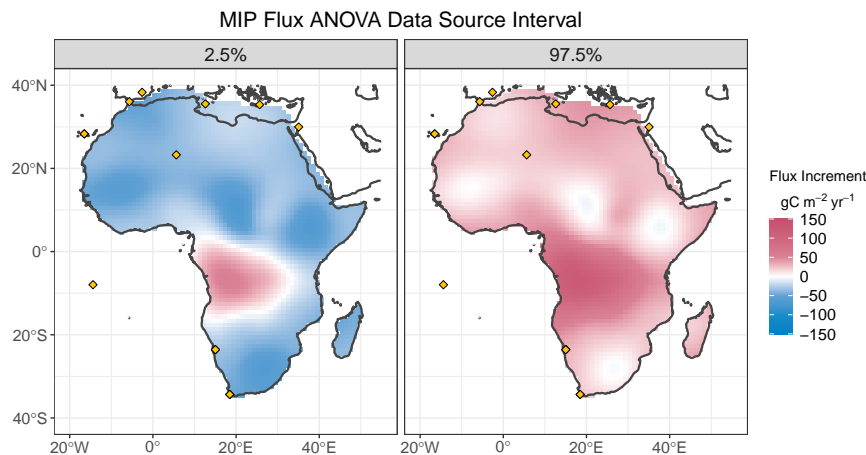 MIP Flux ANOVA Data Source Interval
2.5% 97.5%
40°N
20°N
0°
20°S
40°S
20°W 0° 20°E 40°E 20°W 0° 20°E 40°E
Flux Increment
gC m⁻² yr⁻¹
150
100
50
0
−50
−100
−150